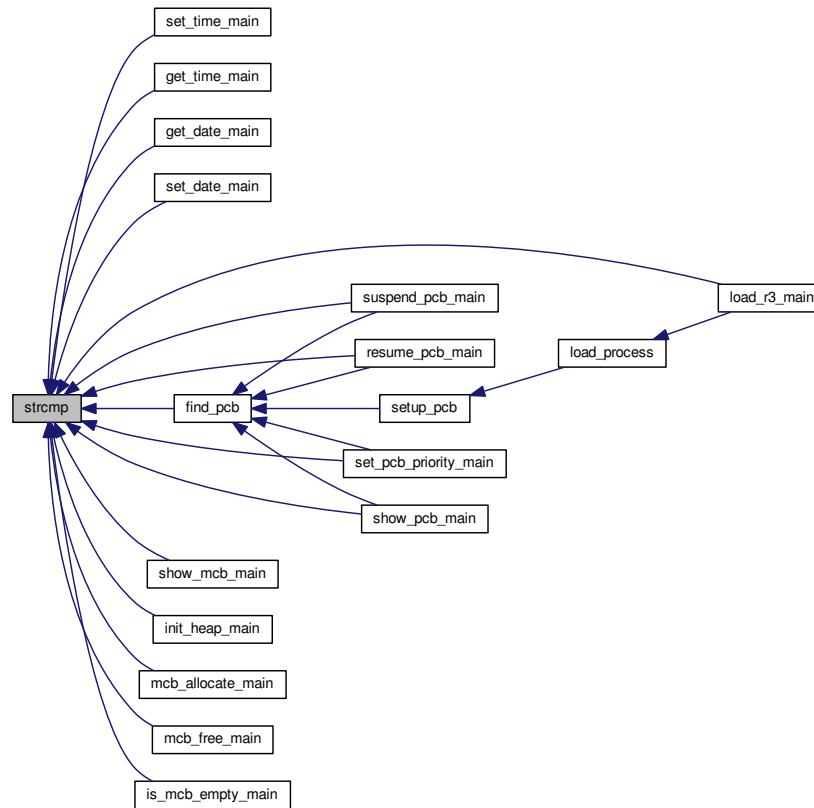 set_time_main
get_time_main
get_date_main
set_date_main
load_r3_main
suspend_pcb_main
resume_pcb_main
load_process
strcmp
find_pcb
setup_pcb
set_pcb_priority_main
show_pcb_main
show_mcb_main
init_heap_main
mcb_allocate_main
mcb_free_main
is_mcb_empty_main